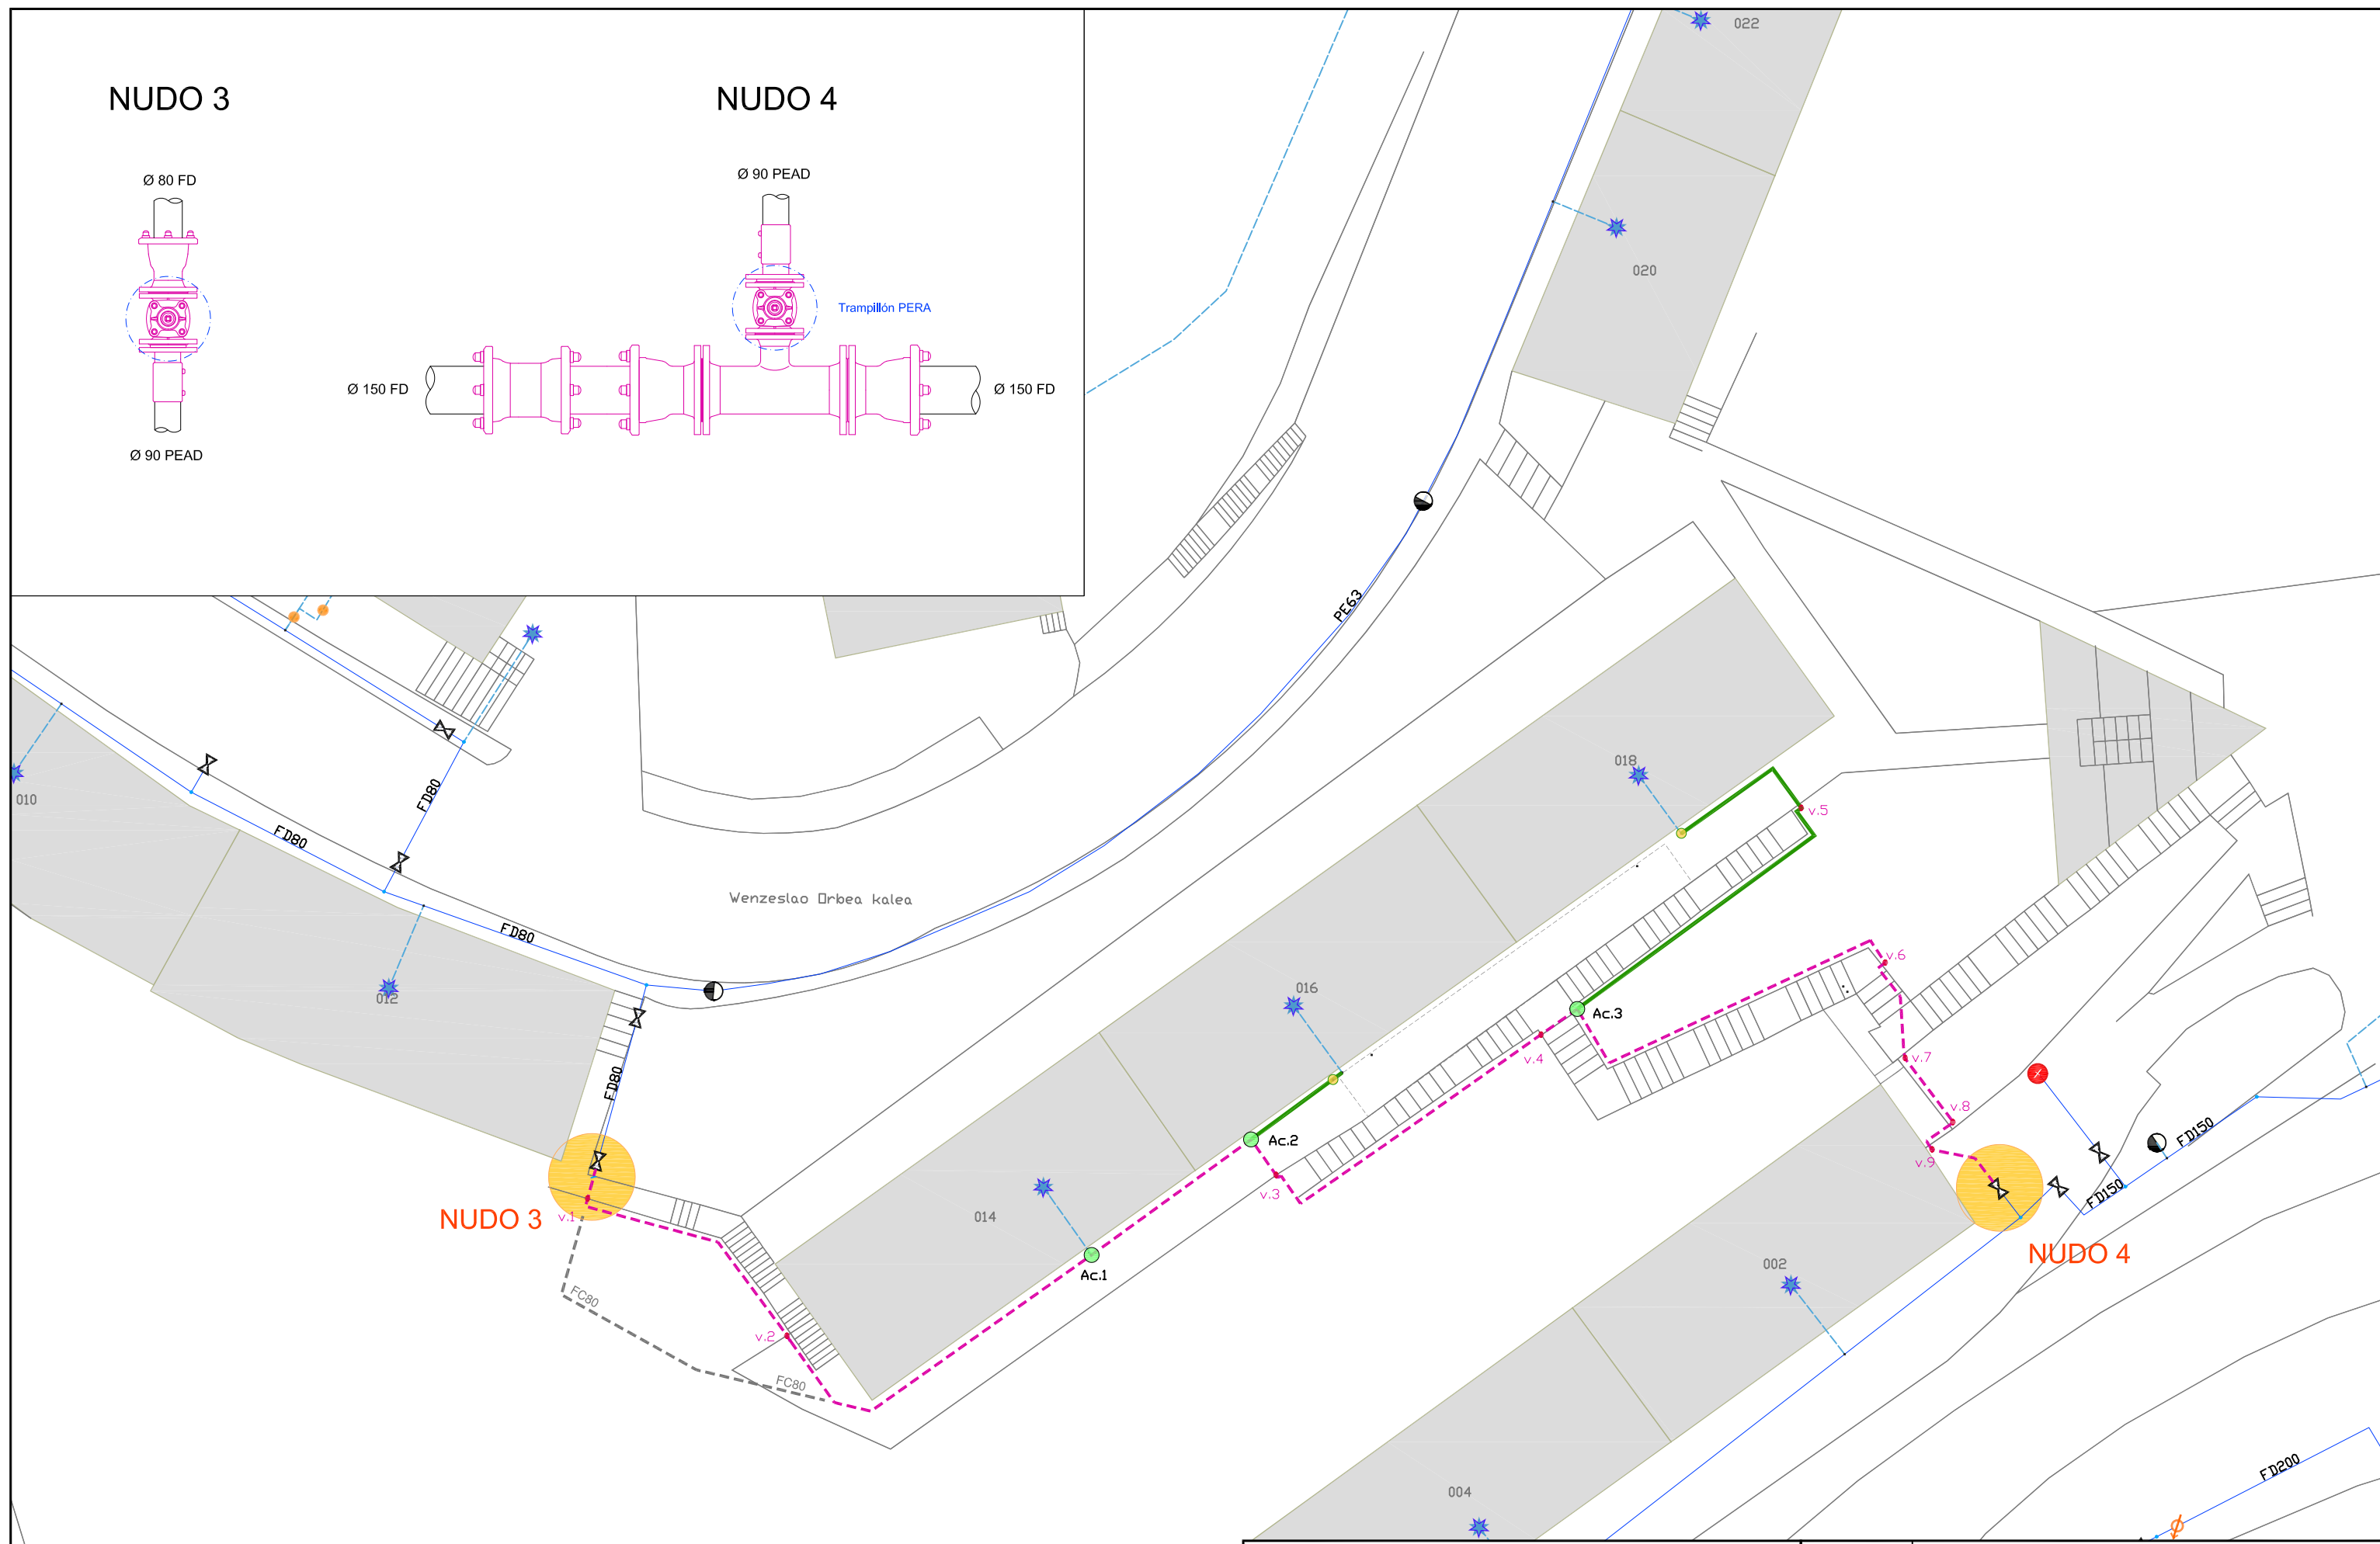 NUDO 3
NUDO 4
Ø 80 FD
Ø 90 PEAD
Trampillón PERA
Ø 150 FD
Ø 150 FD
Ø 90 PEAD
022
020
PE63
010
FD80
FD80
018
v.5
Wenzeslao Orbea kalea
FD80
012
016
v.6
Ac.3
v.4
v.7
FD80
v.8
Ac.2
FD150
v.9
v.3
FD150
014
v.1
NUDO 3
NUDO 4
002
Ac.1
FC80
v.2
FC80
FD200
004